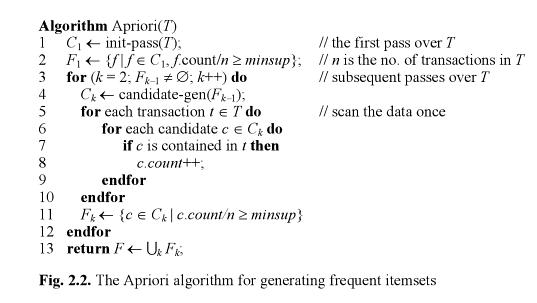 Algorithm Apriori(T)
1 C₁ ← init-pass(T); // the first pass over T
2 F₁ ← {f | f ∈ C₁, f.count/n ≥ minsup}; // n is the no. of transactions in T
3 for (k = 2; Fₖ₋₁ ≠ ∅; k++) do // subsequent passes over T
4 Cₖ ← candidate-gen(Fₖ₋₁);
5 for each transaction t ∈ T do // scan the data once
6 for each candidate c ∈ Cₖ do
7 if c is contained in t then
8 c.count++;
9 endfor
10 endfor
11 Fₖ ← {c ∈ Cₖ | c.count/n ≥ minsup}
12 endfor
13 return F ← ⋃ₖ Fₖ;
Fig. 2.2. The Apriori algorithm for generating frequent itemsets